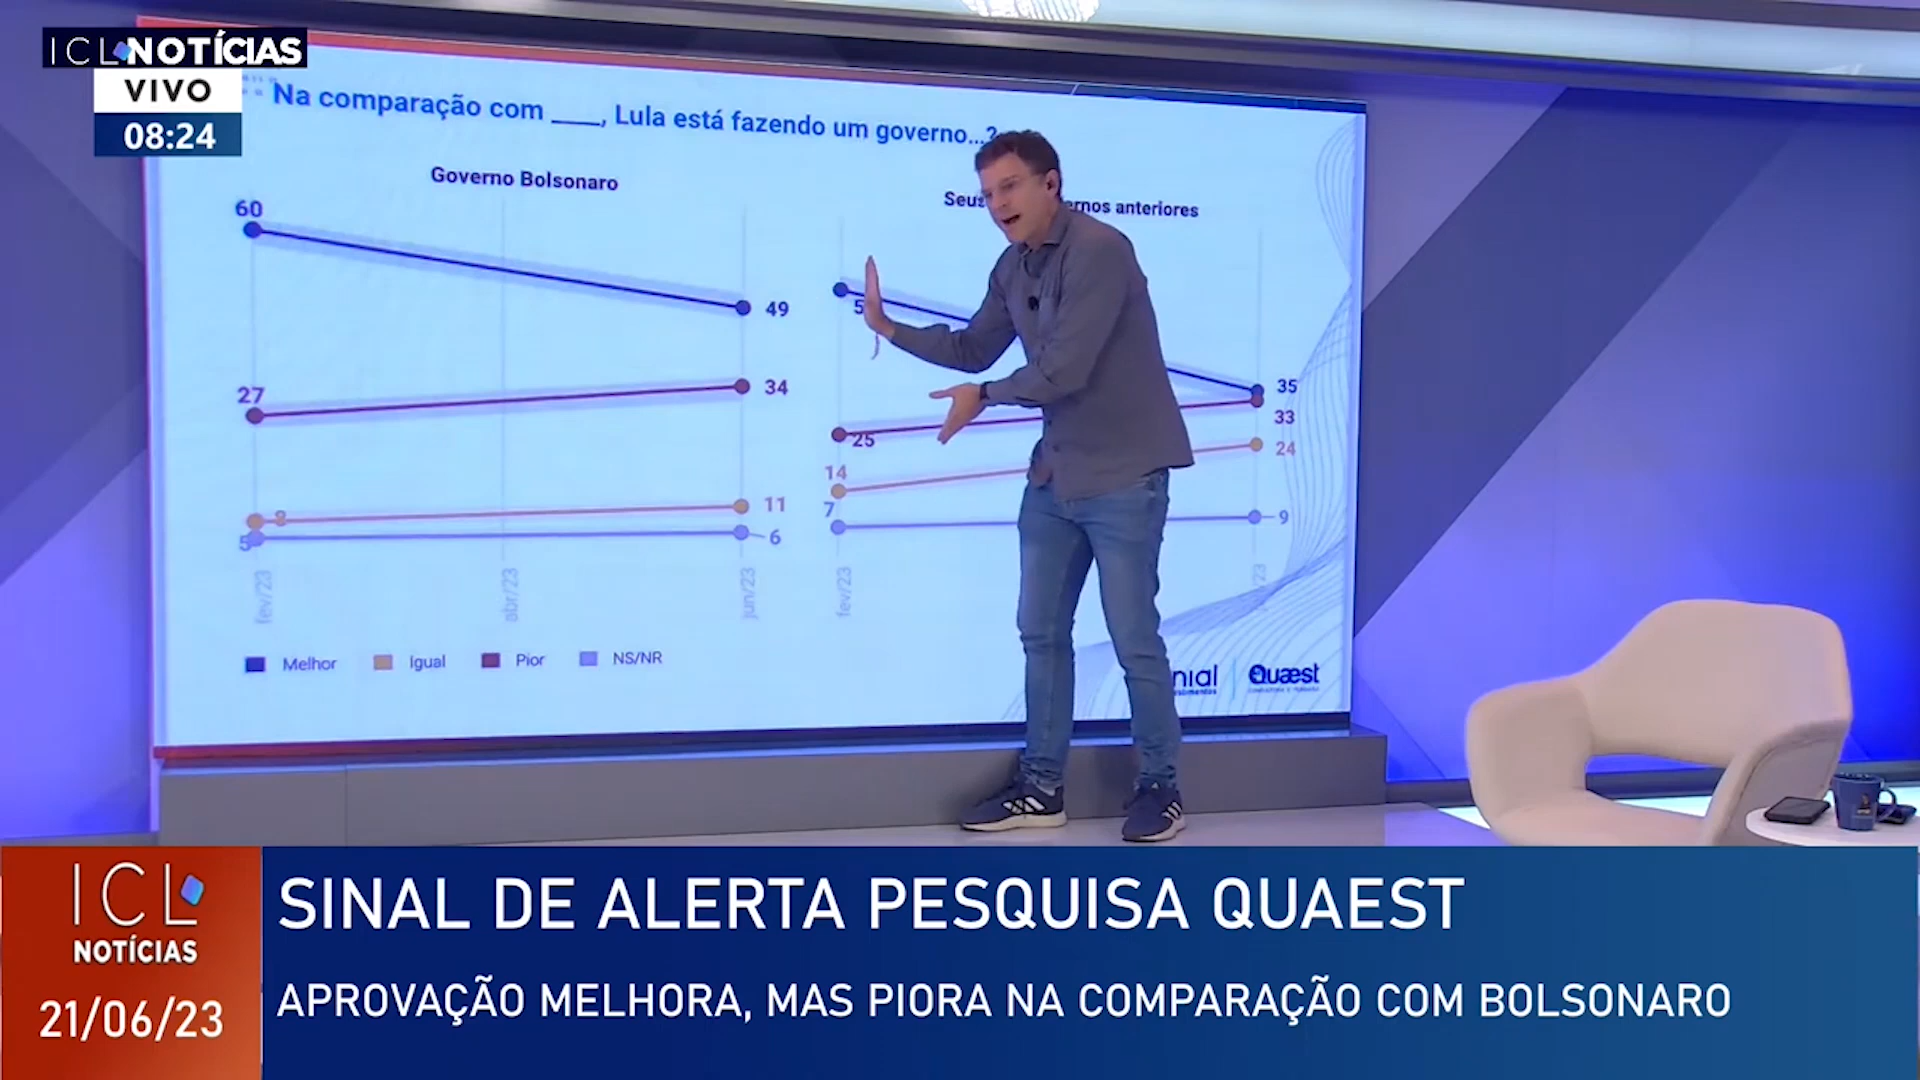 ICL NOTÍCIAS
VIVO
08:24
Na comparação com ____, Lula está fazendo um governo...?
Governo Bolsonaro
anteriores
60
49
27
34
8
11
5
6
fev/23
abr/23
jun/23
35
25
33
14
24
7
9
fev/23
Melhor
Igual
Pior
NS/NR
Quæst
ICL
NOTÍCIAS
21/06/23
SINAL DE ALERTA PESQUISA QUAEST
APROVAÇÃO MELHORA, MAS PIORA NA COMPARAÇÃO COM BOLSONARO